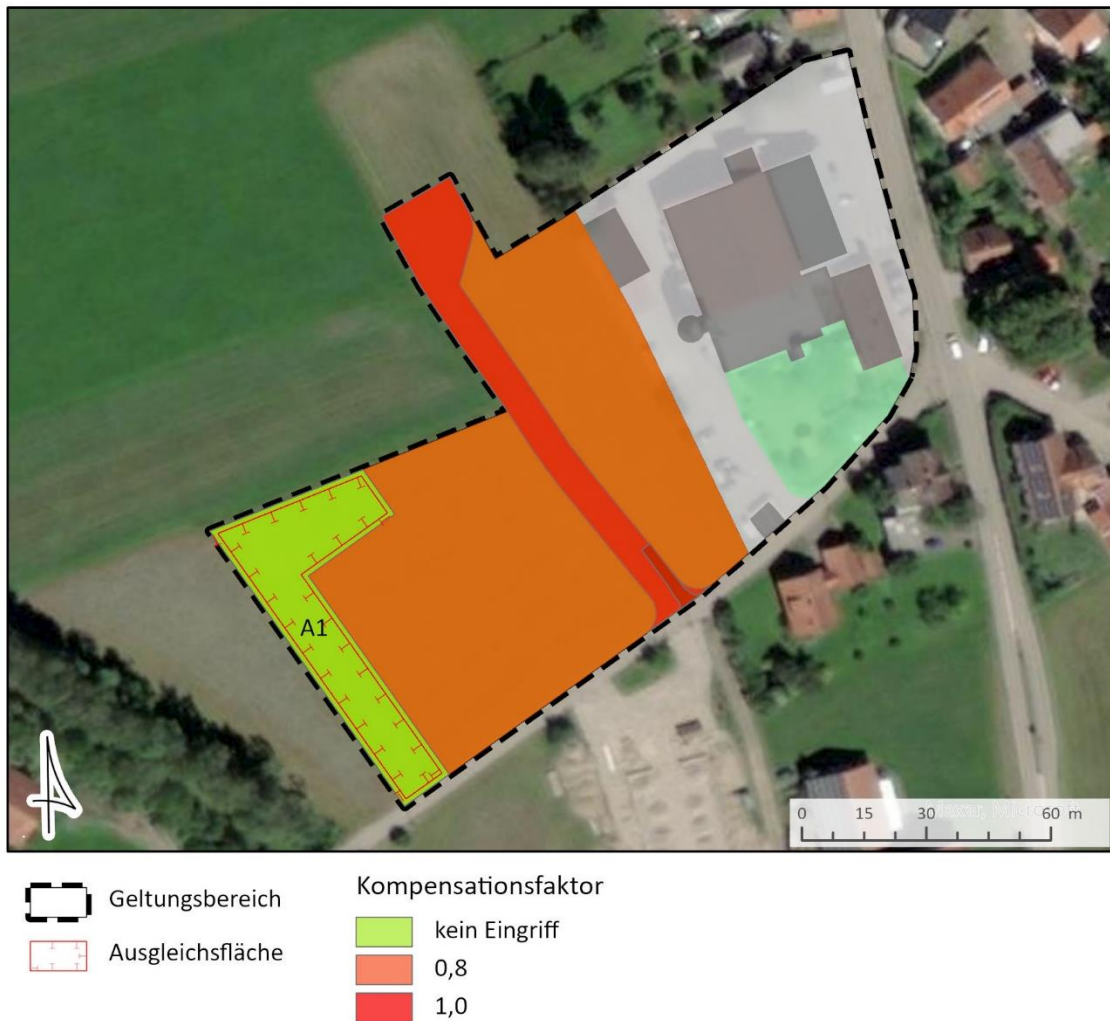 A1
0 15 30 60 m
Geltungsbereich
Ausgleichsfläche
Kompensationsfaktor
kein Eingriff
0,8
1,0